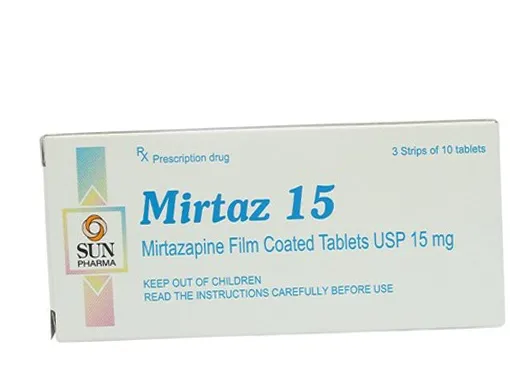 Rx Prescription drug
3 Strips of 10 tablets
Mirtaz 15
Mirtazapine Film Coated Tablets USP 15 mg
SUN
PHARMA
KEEP OUT OF CHILDREN
READ THE INSTRUCTIONS CAREFULLY BEFORE USE